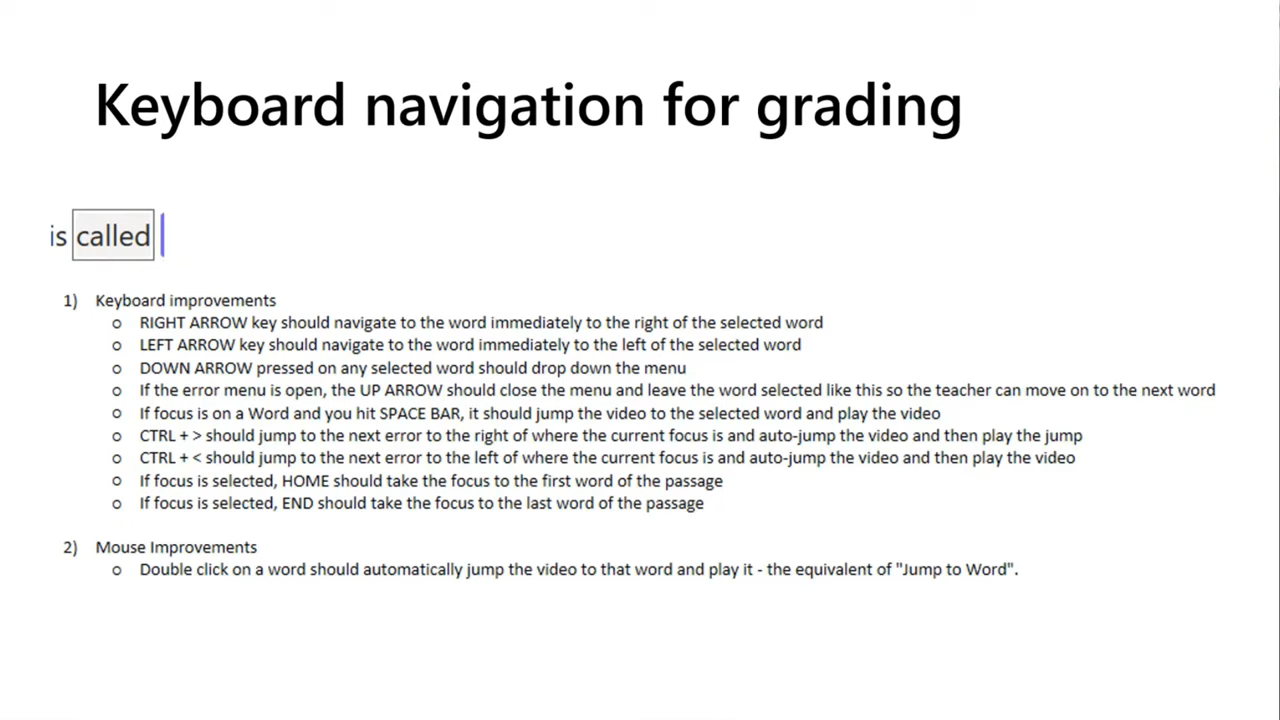 Keyboard navigation for grading
is called
1) Keyboard improvements
o RIGHT ARROW key should navigate to the word immediately to the right of the selected word
o LEFT ARROW key should navigate to the word immediately to the left of the selected word
o DOWN ARROW pressed on any selected word should drop down the menu
o If the error menu is open, the UP ARROW should close the menu and leave the word selected like this so the teacher can move on to the next word
o If focus is on a Word and you hit SPACE BAR, it should jump the video to the selected word and play the video
o CTRL + > should jump to the next error to the right of where the current focus is and auto-jump the video and then play the jump
o CTRL + < should jump to the next error to the left of where the current focus is and auto-jump the video and then play the video
o If focus is selected, HOME should take the focus to the first word of the passage
o If focus is selected, END should take the focus to the last word of the passage
2) Mouse Improvements
o Double click on a word should automatically jump the video to that word and play it - the equivalent of "Jump to Word".